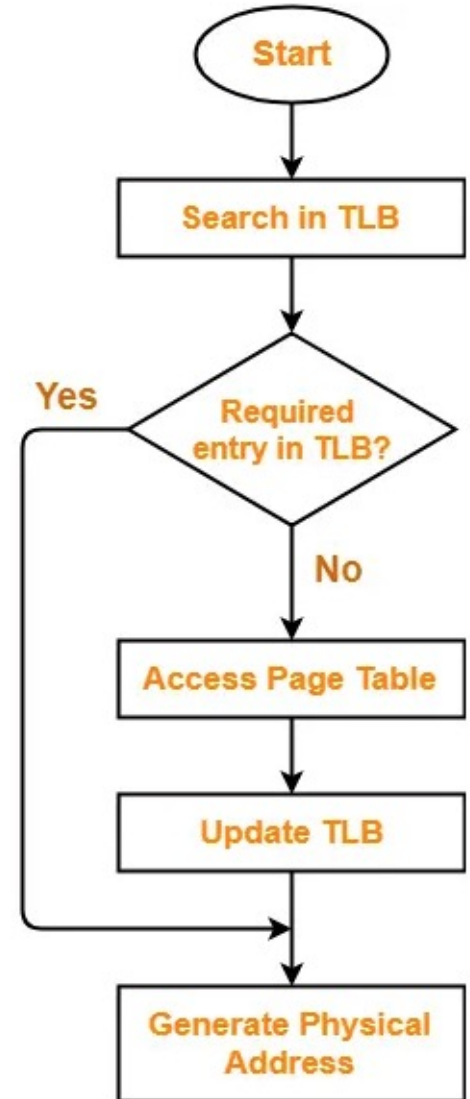 Start
Search in TLB
Yes
Required
entry in TLB?
No
Access Page Table
Update TLB
Generate Physical
Address